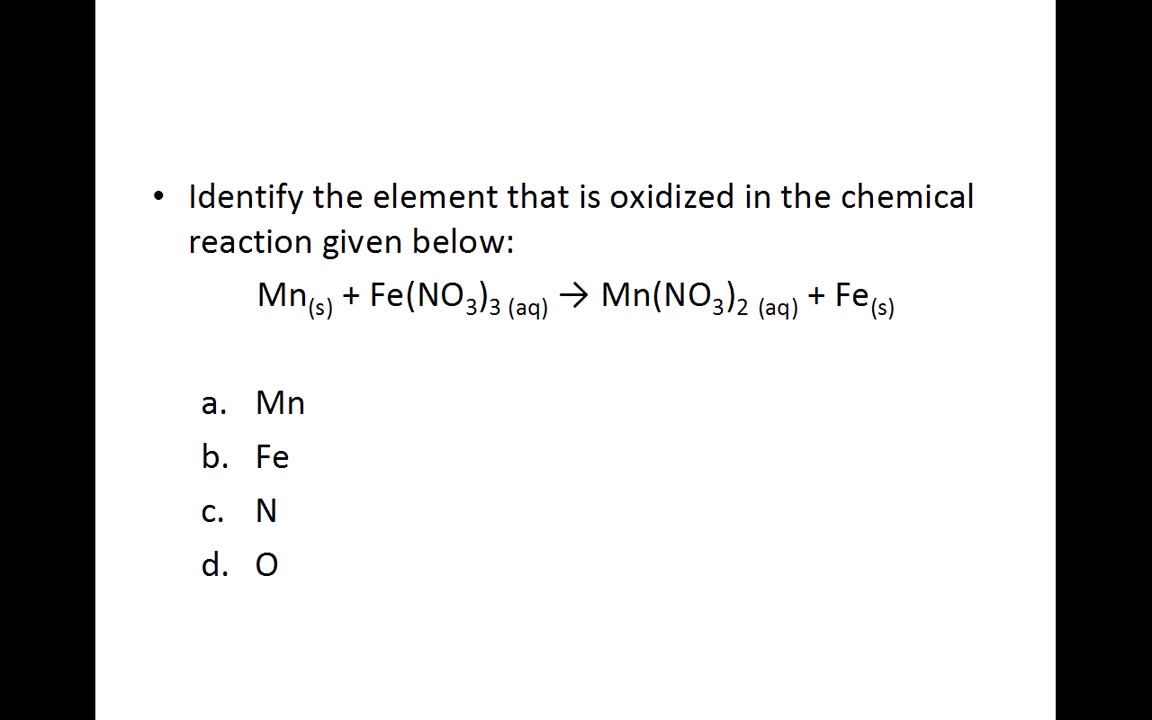 • Identify the element that is oxidized in the chemical
reaction given below:
Mn(s) + Fe(NO3)3 (aq) → Mn(NO3)2 (aq) + Fe(s)
a. Mn
b. Fe
c. N
d. O